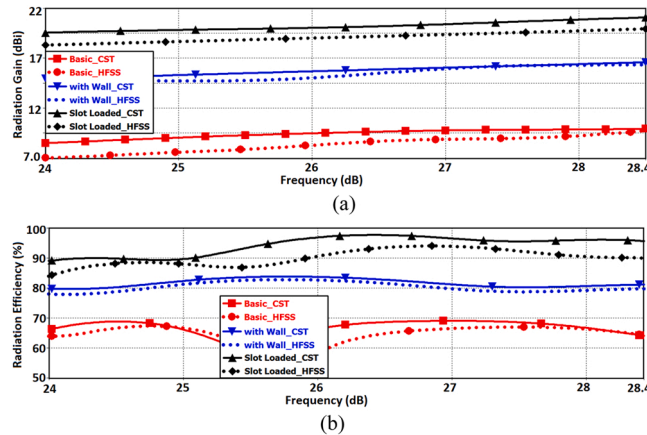 Radiation Gain (dBi)
22
17
12
7.0
Basic_CST
Basic_HFSS
with Wall_CST
with Wall_HFSS
Slot Loaded_CST
Slot Loaded_HFSS
24 25 26 27 28 28.4
Frequency (dB)
(a)
Radiation Efficiency (%)
100
90
80
70
60
50
Basic_CST
Basic_HFSS
with Wall_CST
with Wall_HFSS
Slot Loaded_CST
Slot Loaded_HFSS
24 25 26 27 28.4
Frequency (dB)
(b)